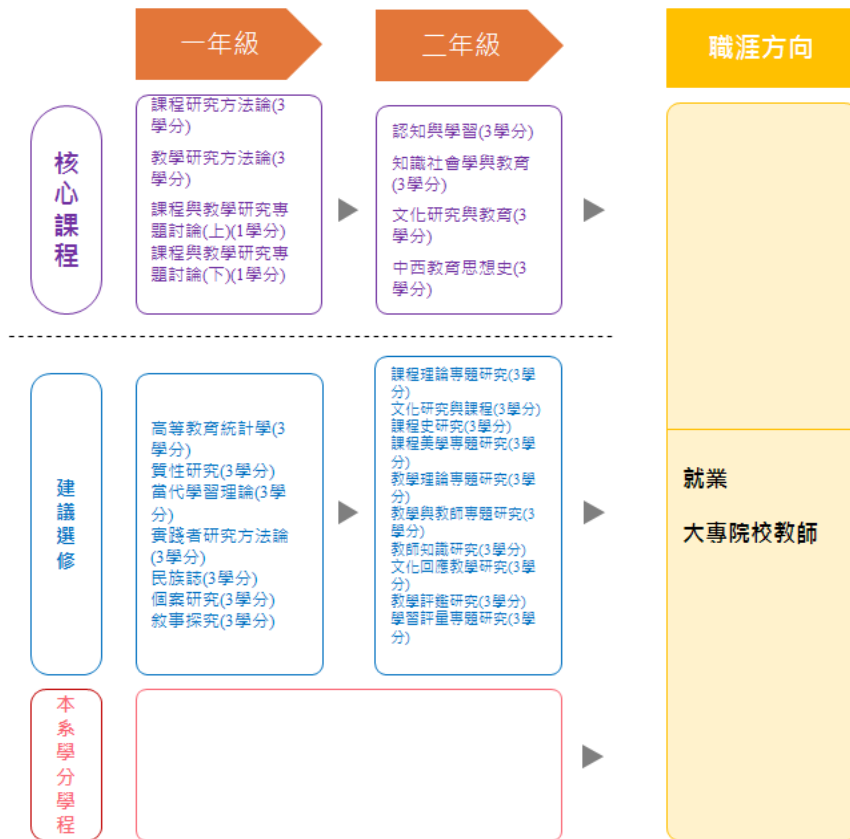 一年級
二年級
職涯方向
核
心
課
程
課程研究方法論(3
學分)
教學研究方法論(3
學分)
課程與教學研究專
題討論(上)(1學分)
課程與教學研究專
題討論(下)(1學分)
認知與學習(3學分)
知識社會學與教育
(3學分)
文化研究與教育(3
學分)
中西教育思想史(3
學分)
建
議
選
修
高等教育統計學(3
學分)
質性研究(3學分)
當代學習理論(3學
分)
實踐者研究方法論
(3學分)
民族誌(3學分)
個案研究(3學分)
敘事探究(3學分)
課程理論專題研究(3學
分)
文化研究與課程(3學分)
課程史研究(3學分)
課程美學專題研究(3學
分)
教學理論專題研究(3學
分)
教學與教師專題研究(3
學分)
教師知識研究(3學分)
文化回應教學研究(3學
分)
教學評鑑研究(3學分)
學習評量專題研究(3學
分)
就業
大專院校教師
本
系
學
分
學
程